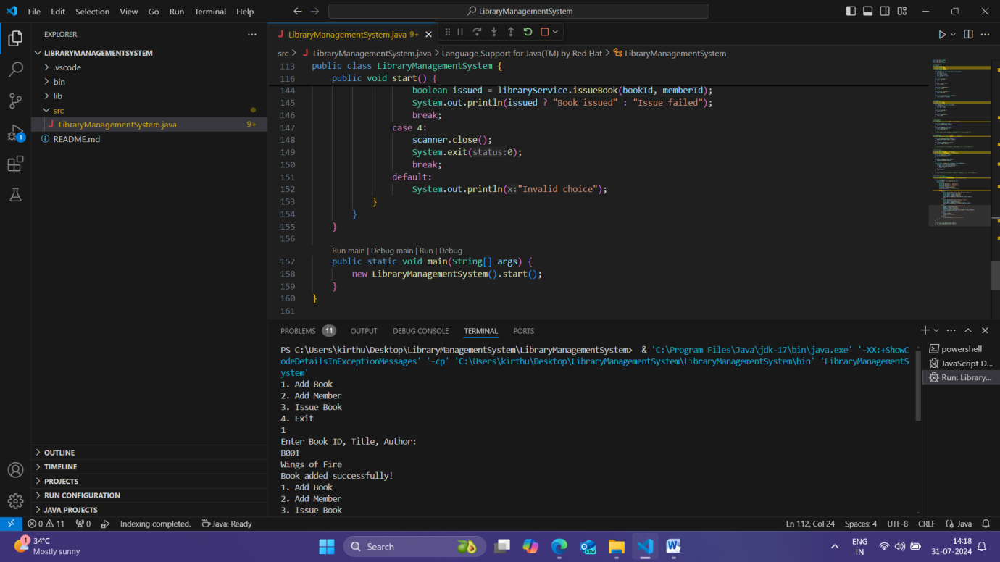 File Edit Selection View Go Run Terminal Help
LibraryManagementSystem
EXPLORER
LIBRARYMANAGEMENTSYSTEM
.vscode
bin
lib
src
J LibraryManagementSystem.java 9+
README.md
OUTLINE
TIMELINE
PROJECTS
RUN CONFIGURATION
JAVA PROJECTS
J LibraryManagementSystem.java 9+
src > J LibraryManagementSystem.java > Language Support for Java(TM) by Red Hat > LibraryManagementSystem
113 public class LibraryManagementSystem {
116 public void start() {
144 boolean issued = libraryService.issueBook(bookId, memberId);
145 System.out.println(issued ? "Book issued" : "Issue failed");
146 break;
147 case 4:
148 scanner.close();
149 System.exit(status:0);
150 break;
151 default:
152 System.out.println(x:"Invalid choice");
153 }
154 }
155 }
156
Run main | Debug main | Run | Debug
157 public static void main(String[] args) {
158 new LibraryManagementSystem().start();
159 }
160 }
161
PROBLEMS 11 OUTPUT DEBUG CONSOLE TERMINAL PORTS
PS C:\Users\kirthu\Desktop\LibraryManagementSystem\LibraryManagementSystem> & 'C:\Program Files\Java\jdk-17\bin\java.exe' '-XX:+ShowC
odeDetailsInExceptionMessages' '-cp' 'C:\Users\kirthu\Desktop\LibraryManagementSystem\LibraryManagementSystem\bin' 'LibraryManagementS
ystem'
1. Add Book
2. Add Member
3. Issue Book
4. Exit
1
Enter Book ID, Title, Author:
B001
Wings of Fire
Book added successfully!
1. Add Book
2. Add Member
3. Issue Book
powershell
JavaScript D...
Run: Library...
1
0 11 0 Indexing completed. Java: Ready
Ln 112, Col 24 Spaces: 4 UTF-8 CRLF {} Java
1
34°C
Mostly sunny
Search
NEW
W
ENG
IN
14:18
31-07-2024